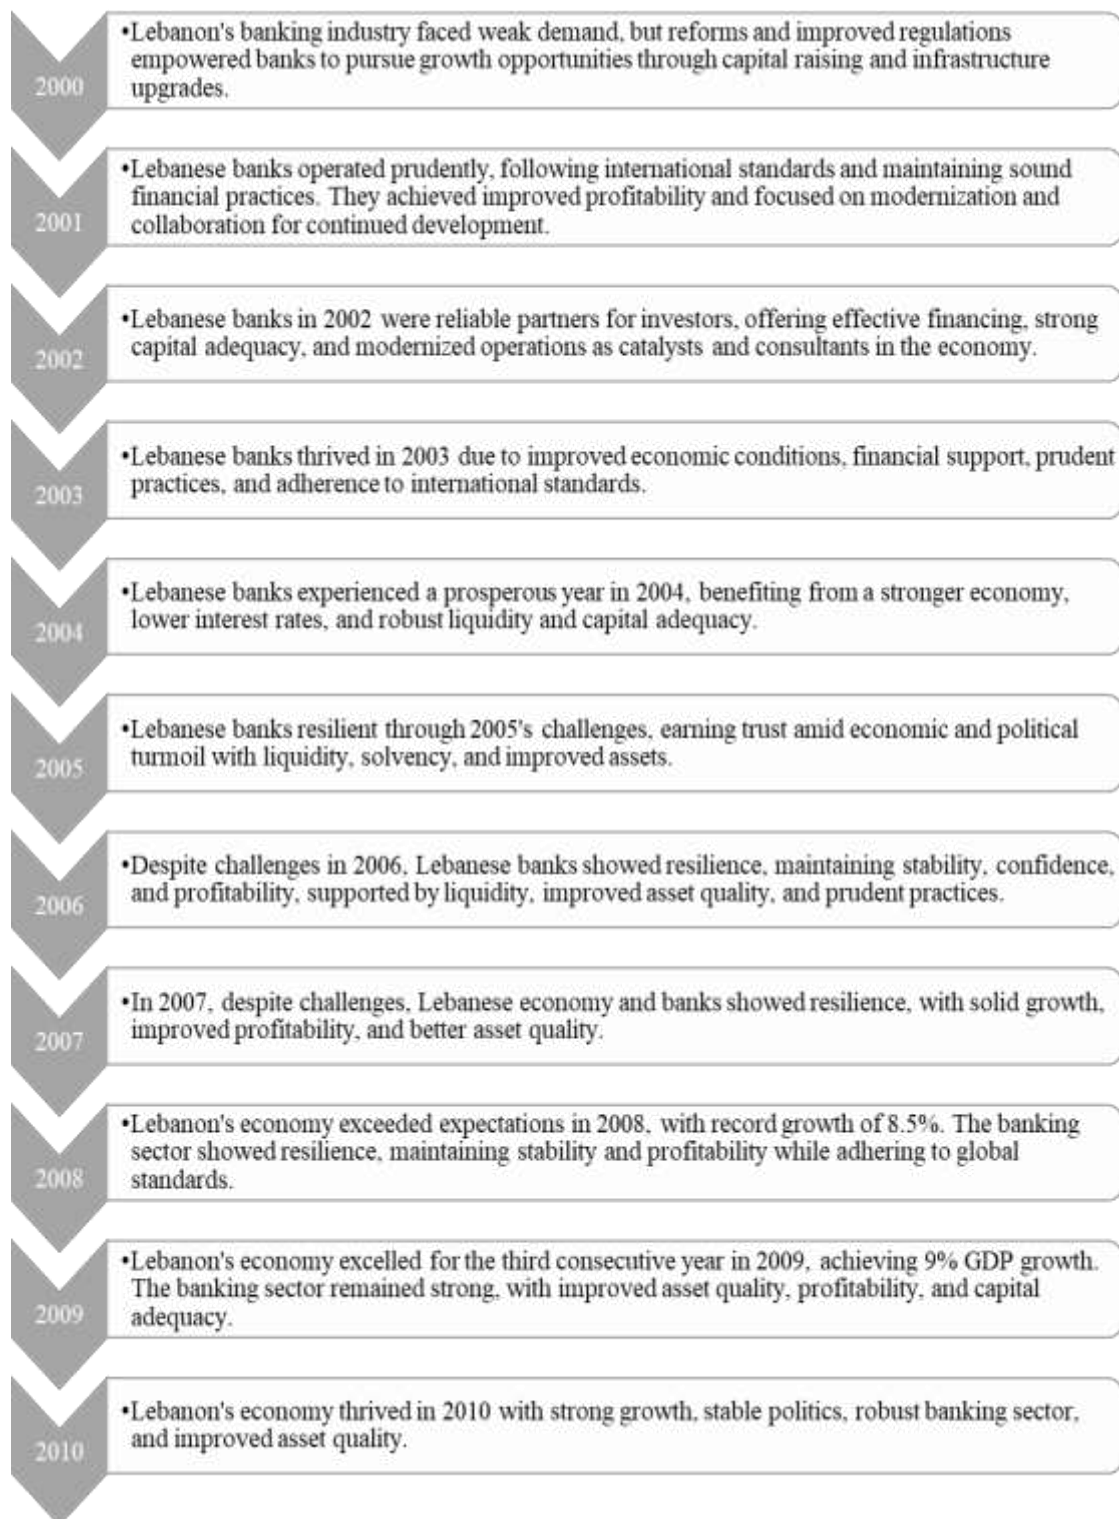 2000
•Lebanon's banking industry faced weak demand, but reforms and improved regulations
empowered banks to pursue growth opportunities through capital raising and infrastructure
upgrades.
2001
•Lebanese banks operated prudently, following international standards and maintaining sound
financial practices. They achieved improved profitability and focused on modernization and
collaboration for continued development.
2002
•Lebanese banks in 2002 were reliable partners for investors, offering effective financing, strong
capital adequacy, and modernized operations as catalysts and consultants in the economy.
2003
•Lebanese banks thrived in 2003 due to improved economic conditions, financial support, prudent
practices, and adherence to international standards.
2004
•Lebanese banks experienced a prosperous year in 2004, benefiting from a stronger economy,
lower interest rates, and robust liquidity and capital adequacy.
2005
•Lebanese banks resilient through 2005's challenges, earning trust amid economic and political
turmoil with liquidity, solvency, and improved assets.
2006
•Despite challenges in 2006, Lebanese banks showed resilience, maintaining stability, confidence,
and profitability, supported by liquidity, improved asset quality, and prudent practices.
2007
•In 2007, despite challenges, Lebanese economy and banks showed resilience, with solid growth,
improved profitability, and better asset quality.
2008
•Lebanon's economy exceeded expectations in 2008, with record growth of 8.5%. The banking
sector showed resilience, maintaining stability and profitability while adhering to global
standards.
2009
•Lebanon's economy excelled for the third consecutive year in 2009, achieving 9% GDP growth.
The banking sector remained strong, with improved asset quality, profitability, and capital
adequacy.
2010
•Lebanon's economy thrived in 2010 with strong growth, stable politics, robust banking sector,
and improved asset quality.